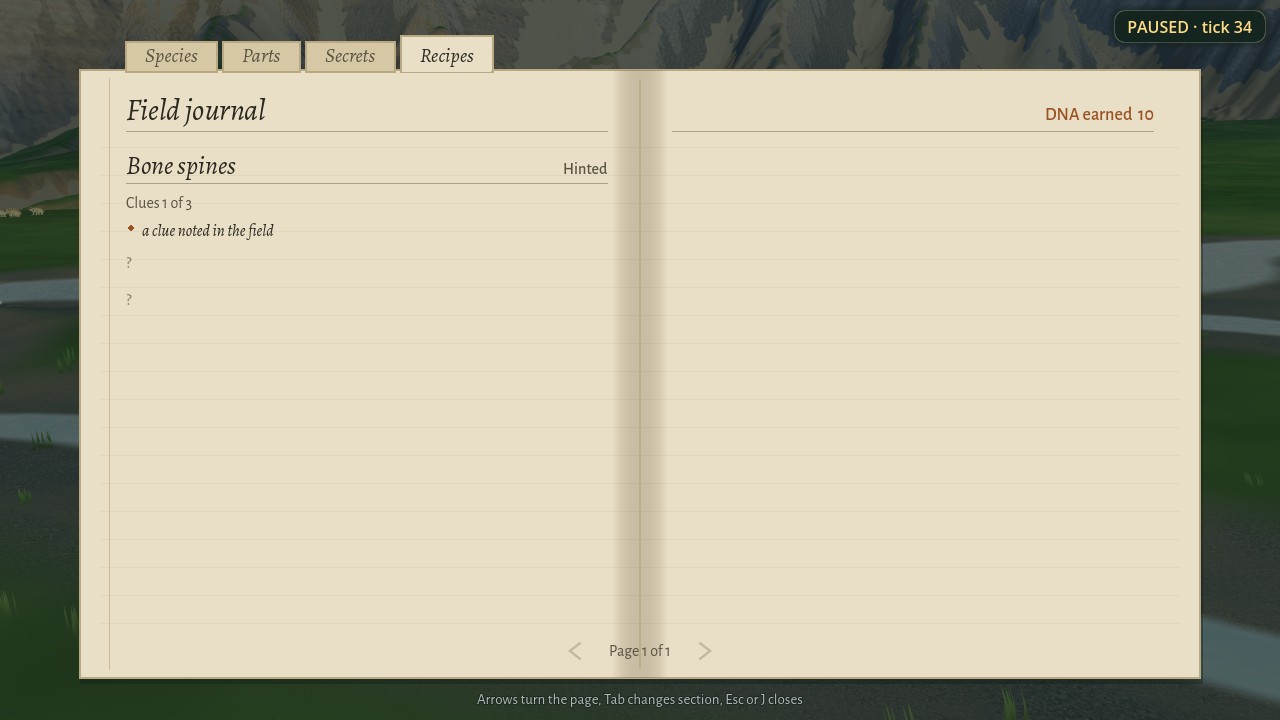 PAUSED · tick 34
Species Parts Secrets Recipes
Field journal
DNA earned 10
Bone spines Hinted
Clues 1 of 3
a clue noted in the field
?
?
Page 1 of 1
Arrows turn the page, Tab changes section, Esc or J closes